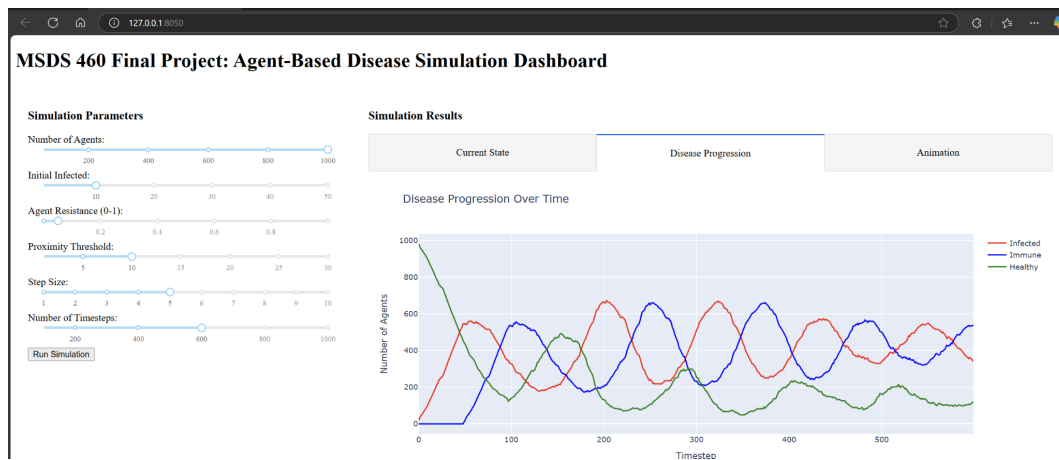 127.0.0.1:8050
MSDS 460 Final Project: Agent-Based Disease Simulation Dashboard
Simulation Parameters
Number of Agents:
200 400 600 800 1000
Initial Infected:
10 20 30 40 50
Agent Resistance (0-1):
0.2 0.4 0.6 0.8
Proximity Threshold:
5 10 15 20 25 30
Step Size:
1 2 3 4 5 6 7 8 9 10
Number of Timesteps:
200 400 600 800 1000
Run Simulation
Simulation Results
Current State Disease Progression Animation
Disease Progression Over Time
Number of Agents
1000
800
600
400
200
0
0 100 200 300 400 500
Timestep
Infected
Immune
Healthy